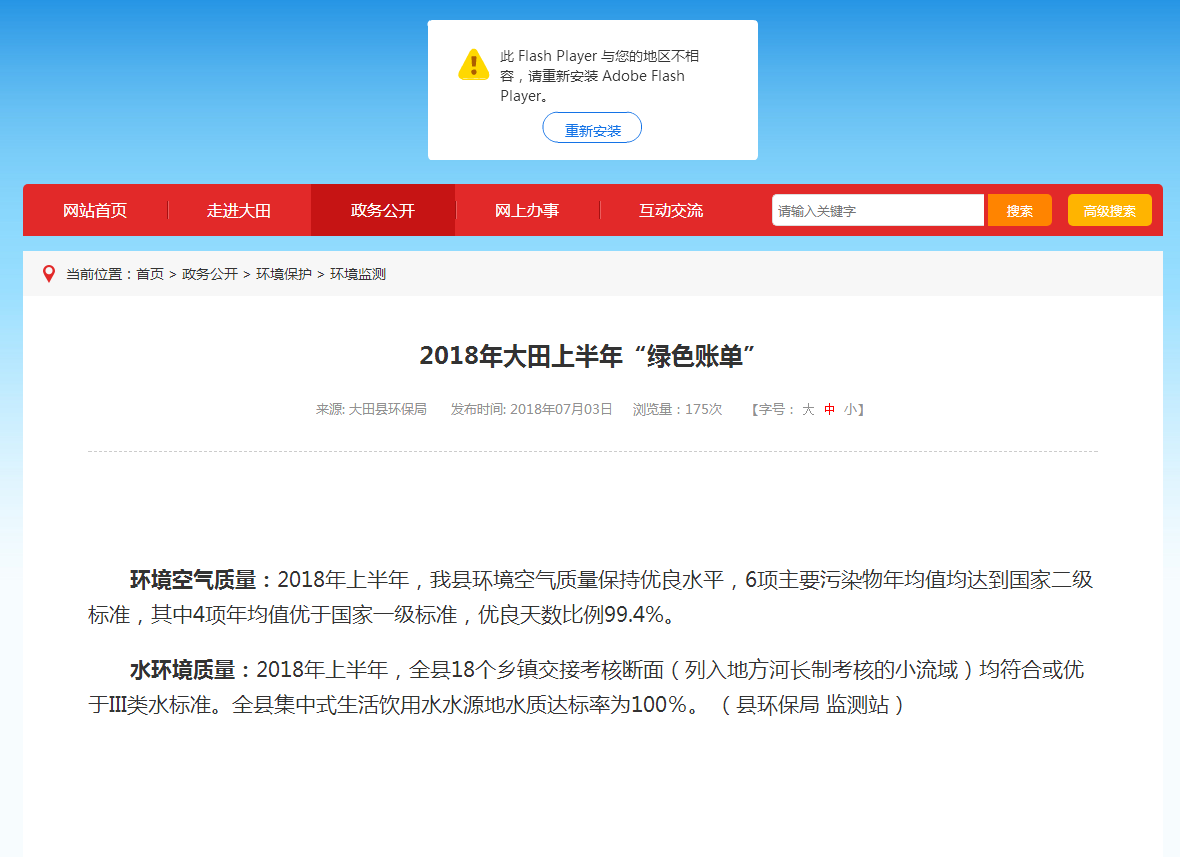 此 Flash Player 与您的地区不相
容，请重新安装 Adobe Flash
Player。
重新安装
网站首页 走进大田 政务公开 网上办事 互动交流 请输入关键字 搜索 高级搜索
当前位置：首页 > 政务公开 > 环境保护 > 环境监测
2018年大田上半年“绿色账单”
来源: 大田县环保局 发布时间: 2018年07月03日 浏览量：175次 【字号： 大 中 小】
环境空气质量：2018年上半年，我县环境空气质量保持优良水平，6项主要污染物年均值均达到国家二级
标准，其中4项年均值优于国家一级标准，优良天数比例99.4%。
水环境质量：2018年上半年，全县18个乡镇交接考核断面（列入地方河长制考核的小流域）均符合或优
于Ⅲ类水标准。全县集中式生活饮用水水源地水质达标率为100%。（县环保局 监测站）